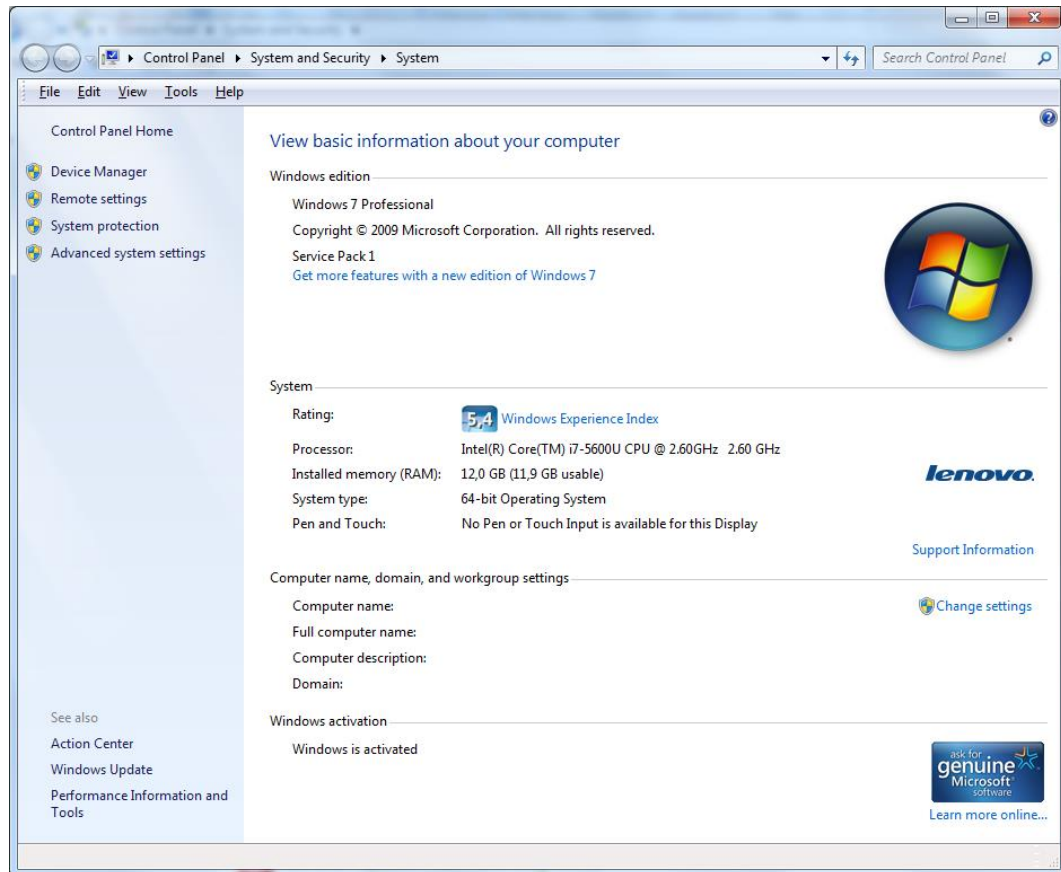 Control Panel ▸ System and Security ▸ System
Search Control Panel
File Edit View Tools Help
Control Panel Home
Device Manager
Remote settings
System protection
Advanced system settings
See also
Action Center
Windows Update
Performance Information and
Tools
View basic information about your computer
Windows edition
Windows 7 Professional
Copyright © 2009 Microsoft Corporation. All rights reserved.
Service Pack 1
Get more features with a new edition of Windows 7
System
Rating: 5,4 Windows Experience Index
Processor: Intel(R) Core(TM) i7-5600U CPU @ 2.60GHz 2.60 GHz
Installed memory (RAM): 12,0 GB (11,9 GB usable)
System type: 64-bit Operating System
Pen and Touch: No Pen or Touch Input is available for this Display
lenovo.
Support Information
Computer name, domain, and workgroup settings
Computer name:
Change settings
Full computer name:
Computer description:
Domain:
Windows activation
Windows is activated
ask for
genuine
Microsoft
software
Learn more online...